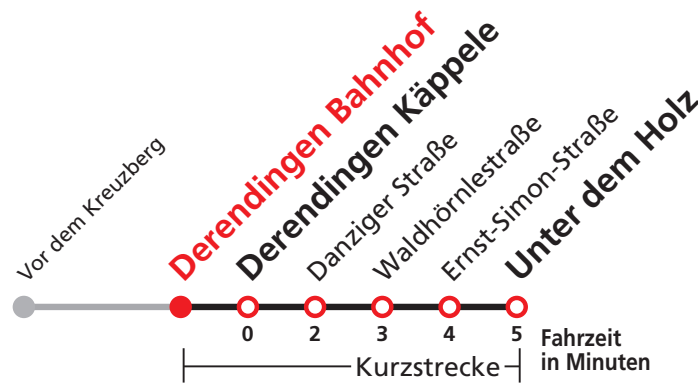 Vor dem Kreuzberg
Derendingen Bahnhof
Derendingen Käppele
Danziger Straße
Waldhörnlestraße
Ernst-Simon-Straße
Unter dem Holz
0 2 3 4 5
Fahrzeit
in Minuten
Kurzstrecke